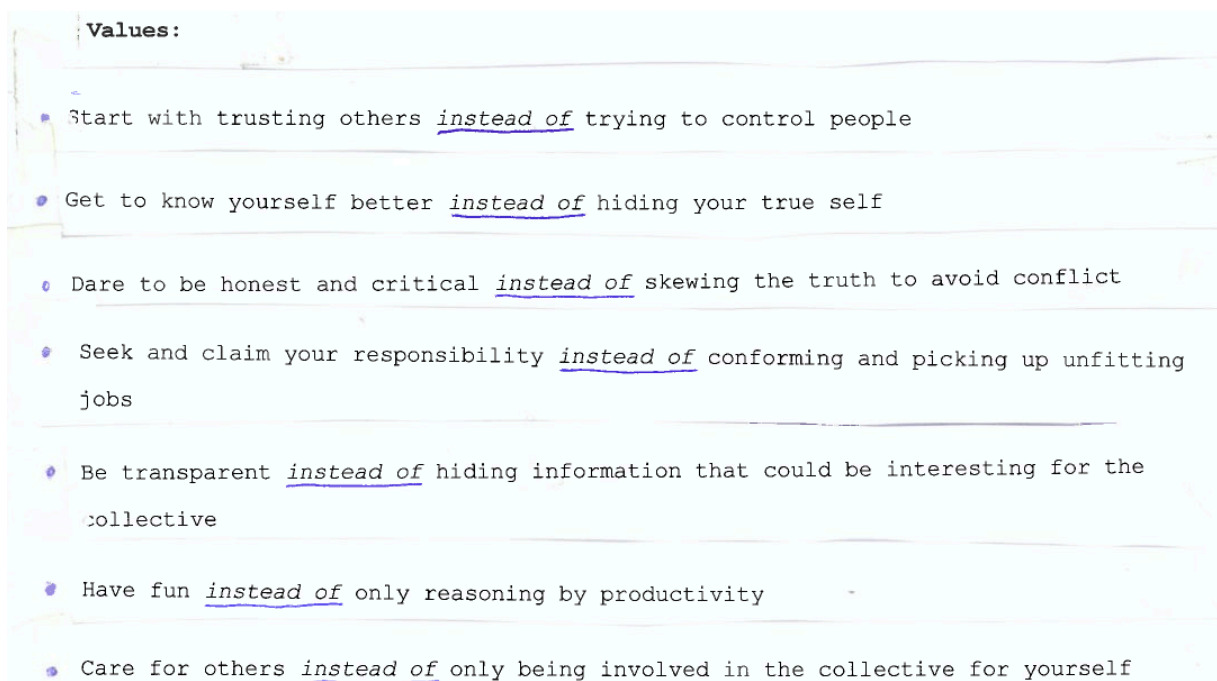 Values:
Start with trusting others instead of trying to control people
Get to know yourself better instead of hiding your true self
Dare to be honest and critical instead of skewing the truth to avoid conflict
Seek and claim your responsibility instead of conforming and picking up unfitting
jobs
Be transparent instead of hiding information that could be interesting for the
collective
Have fun instead of only reasoning by productivity
Care for others instead of only being involved in the collective for yourself